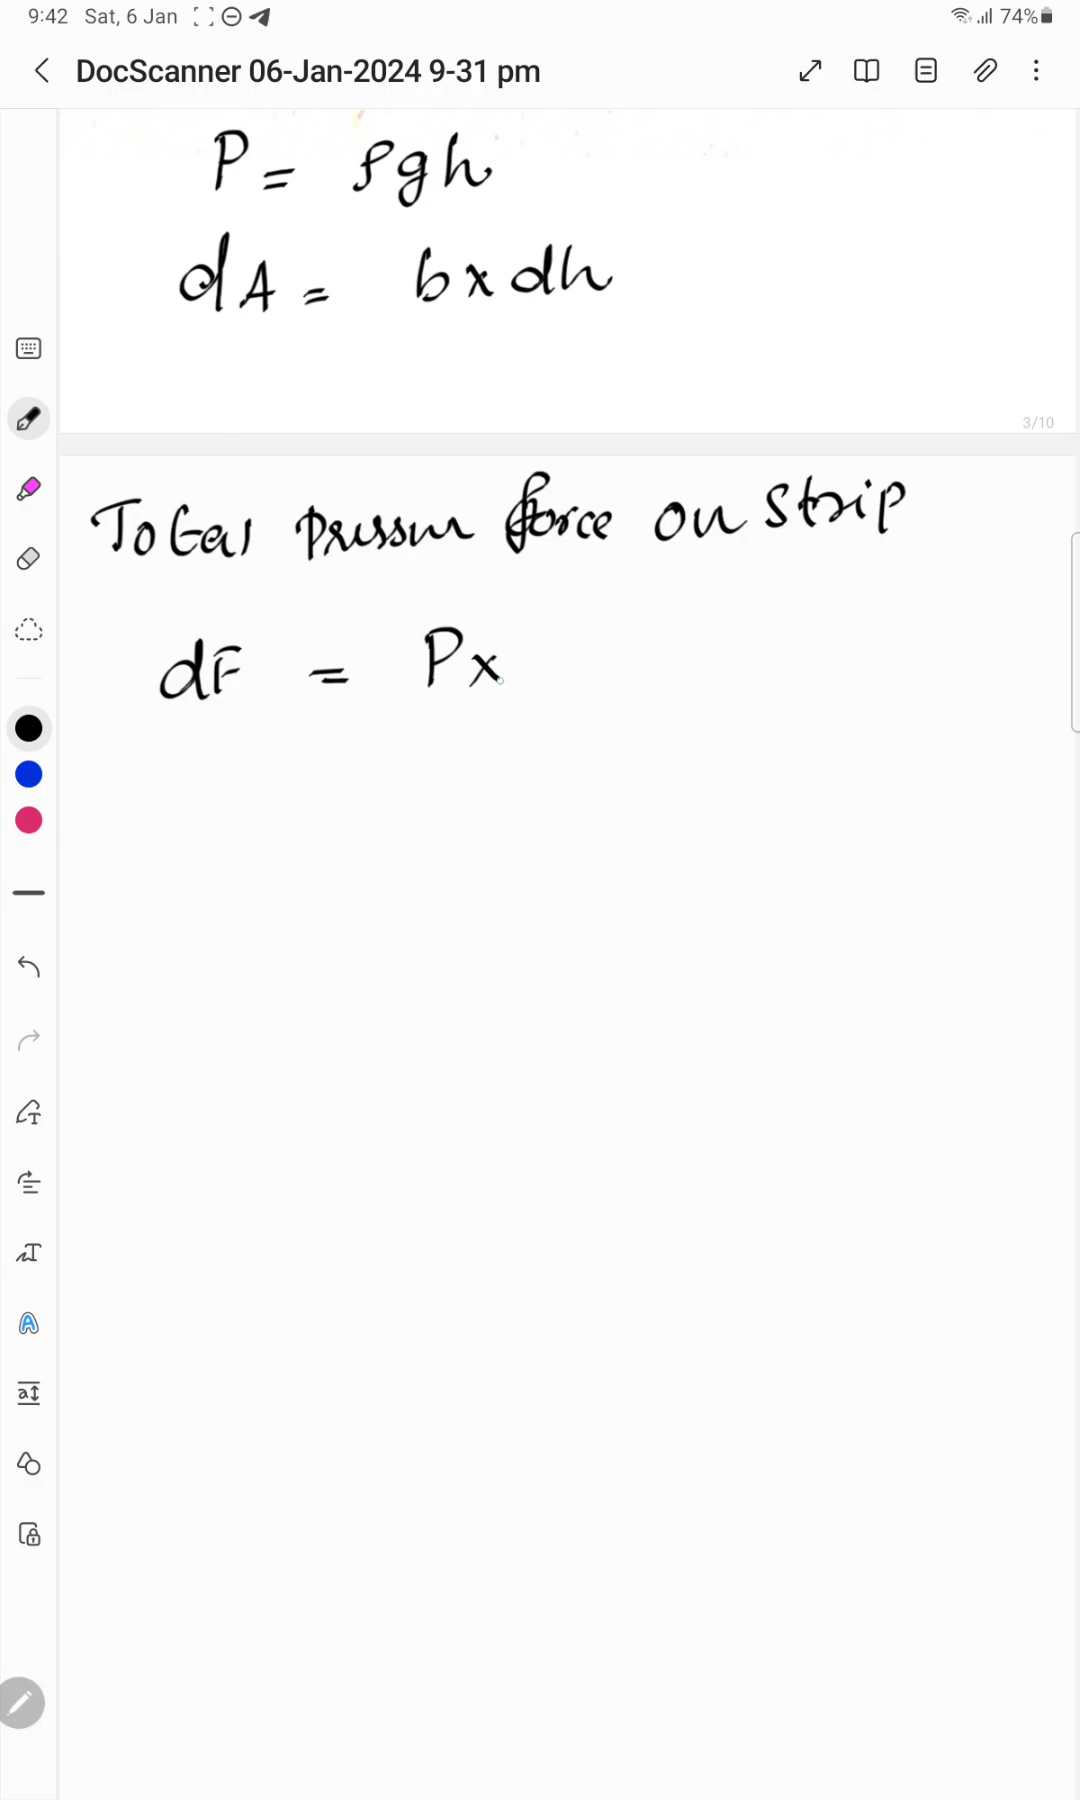 9:42 Sat, 6 Jan 74%
DocScanner 06-Jan-2024 9-31 pm
P = ρgh
dA = b x dh
3/10
Total pressure force on strip
dF = P x